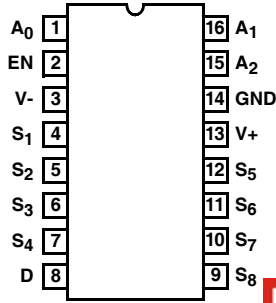 A0 1 16 A1
EN 2 15 A2
V- 3 14 GND
S1 4 13 V+
S2 5 12 S5
S3 6 11 S6
S4 7 10 S7
D 8 9 S8